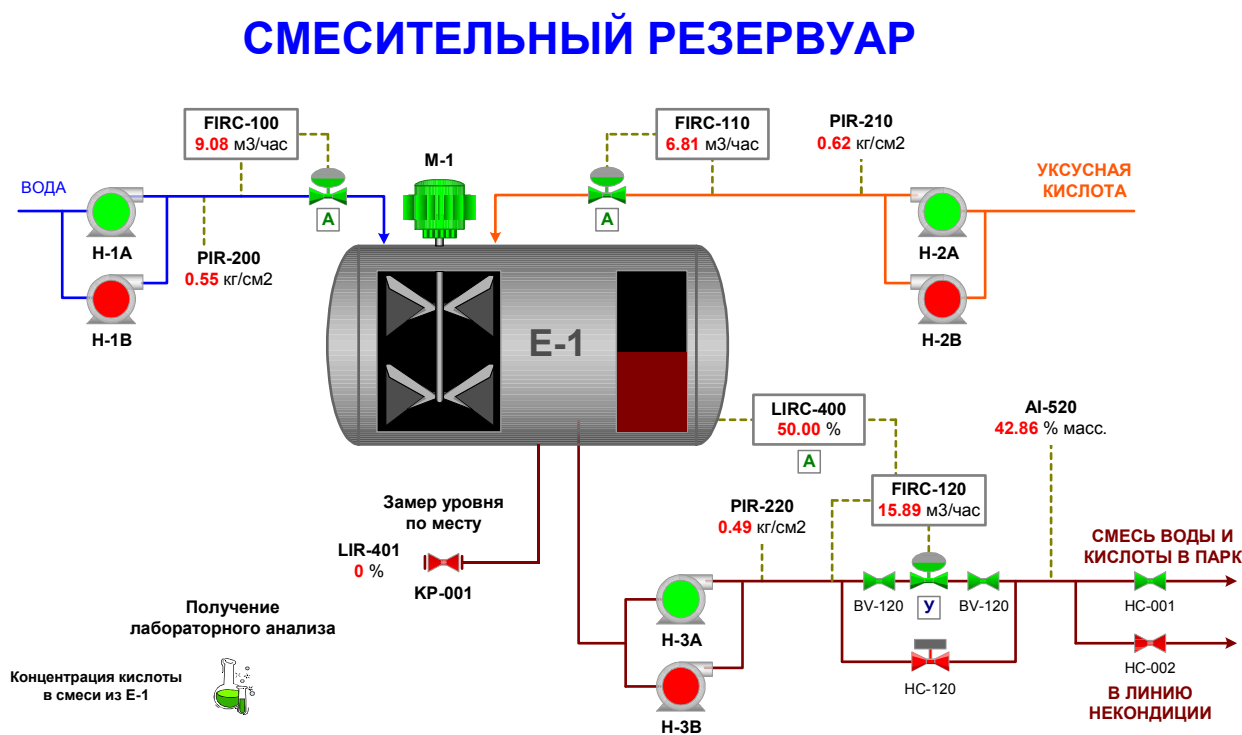 СМЕСИТЕЛЬНЫЙ РЕЗЕРВУАР
FIRC-100
9.08 м3/час
FIRC-110
6.81 м3/час
PIR-210
0.62 кг/см2
М-1
ВОДА
УКСУСНАЯ
КИСЛОТА
А
А
Н-1А
PIR-200
0.55 кг/см2
Н-2А
Н-1В
Н-2В
Е-1
LIRC-400
50.00 %
А
AI-520
42.86 % масс.
FIRC-120
15.89 м3/час
Замер уровня
по месту
PIR-220
0.49 кг/см2
LIR-401
0 %
КР-001
СМЕСЬ ВОДЫ И
КИСЛОТЫ В ПАРК
BV-120
У
BV-120
НС-001
Получение
лабораторного анализа
Н-3А
НС-002
Концентрация кислоты
в смеси из Е-1
НС-120
В ЛИНИЮ
НЕКОНДИЦИИ
Н-3В